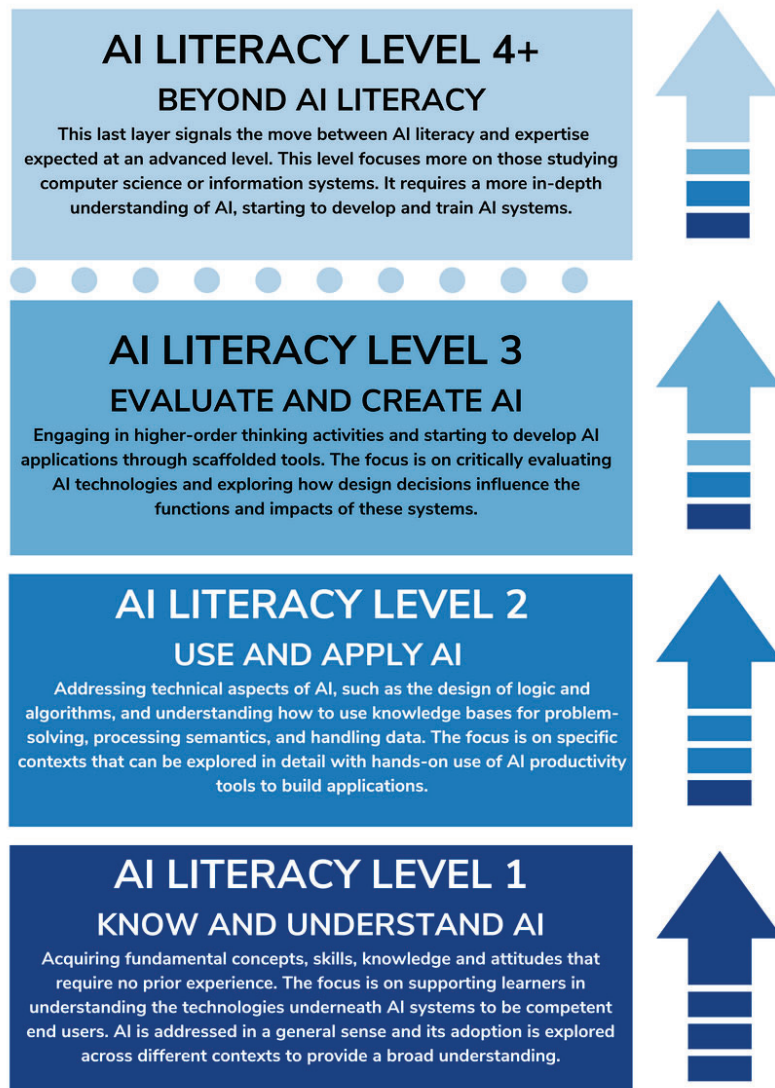 AI LITERACY LEVEL 4+
BEYOND AI LITERACY
This last layer signals the move between AI literacy and expertise
expected at an advanced level. This level focuses more on those studying
computer science or information systems. It requires a more in-depth
understanding of AI, starting to develop and train AI systems.
AI LITERACY LEVEL 3
EVALUATE AND CREATE AI
Engaging in higher-order thinking activities and starting to develop AI
applications through scaffolded tools. The focus is on critically evaluating
AI technologies and exploring how design decisions influence the
functions and impacts of these systems.
AI LITERACY LEVEL 2
USE AND APPLY AI
Addressing technical aspects of AI, such as the design of logic and
algorithms, and understanding how to use knowledge bases for problem-
solving, processing semantics, and handling data. The focus is on specific
contexts that can be explored in detail with hands-on use of AI productivity
tools to build applications.
AI LITERACY LEVEL 1
KNOW AND UNDERSTAND AI
Acquiring fundamental concepts, skills, knowledge and attitudes that
require no prior experience. The focus is on supporting learners in
understanding the technologies underneath AI systems to be competent
end users. AI is addressed in a general sense and its adoption is explored
across different contexts to provide a broad understanding.